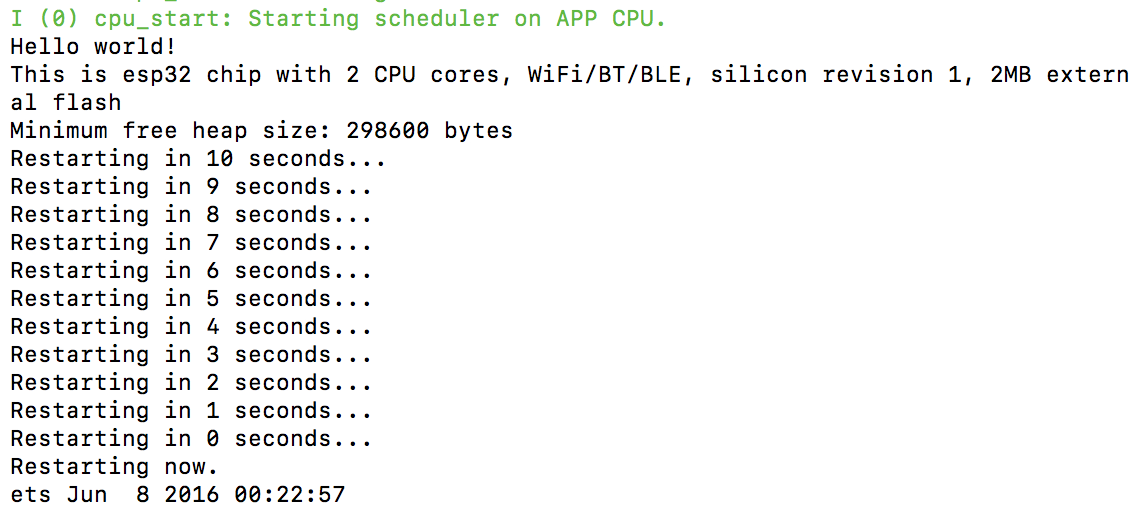 I (0) cpu_start: Starting scheduler on APP CPU.
Hello world!
This is esp32 chip with 2 CPU cores, WiFi/BT/BLE, silicon revision 1, 2MB extern
al flash
Minimum free heap size: 298600 bytes
Restarting in 10 seconds...
Restarting in 9 seconds...
Restarting in 8 seconds...
Restarting in 7 seconds...
Restarting in 6 seconds...
Restarting in 5 seconds...
Restarting in 4 seconds...
Restarting in 3 seconds...
Restarting in 2 seconds...
Restarting in 1 seconds...
Restarting in 0 seconds...
Restarting now.
ets Jun  8 2016 00:22:57